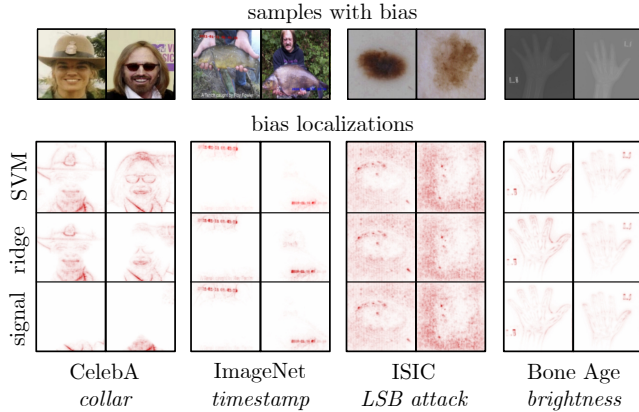 samples with bias
bias localizations
SVM
ridge
signal
CelebA
collar
ImageNet
timestamp
ISIC
LSB attack
Bone Age
brightness